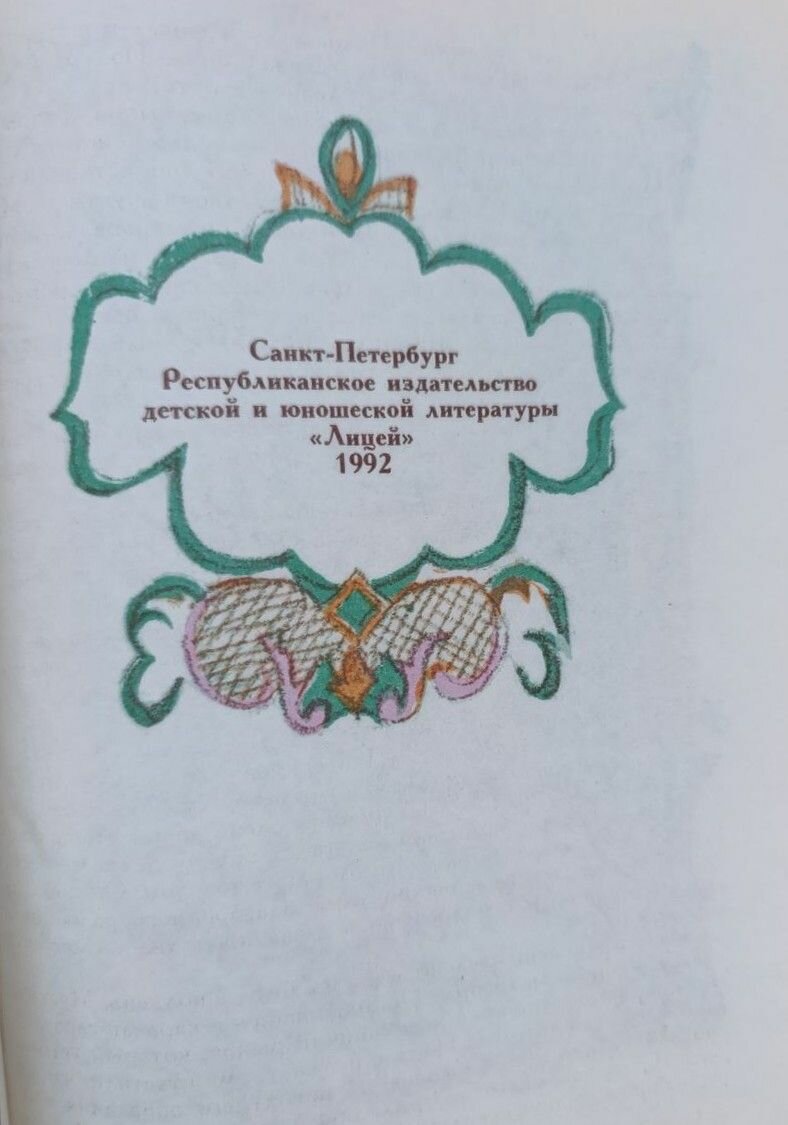 Санкт-Петербург
Республиканское издательство
детской и юношеской литературы
«Лицей»
1992